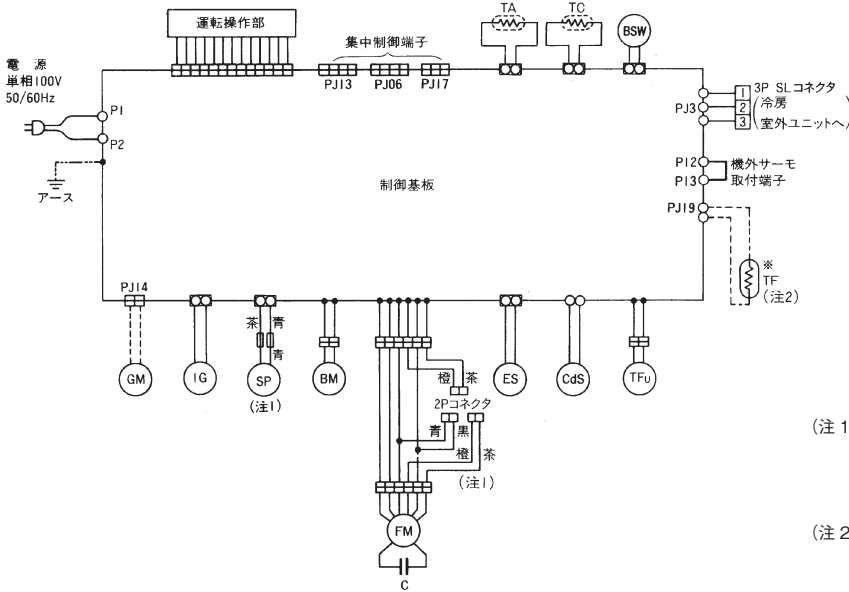 運転操作部
電 源
単相100V
50/60Hz
集中制御端子
PJ13
PJ06
PJ17
TA
TC
BSW
P1
P2
アース
制御基板
PJ3
1
2
3
3P SLコネクタ
(冷房
室外ユニットへ)
P12
P13
機外サーモ
取付端子
PJ19
※
TF
(注2)
PJ14
茶
青
青
GM
IG
SP
(注1)
BM
橙
茶
2Pコネクタ
青
黒
橙
茶
(注1)
FM
C
ES
CdS
TFu
(注1
(注2